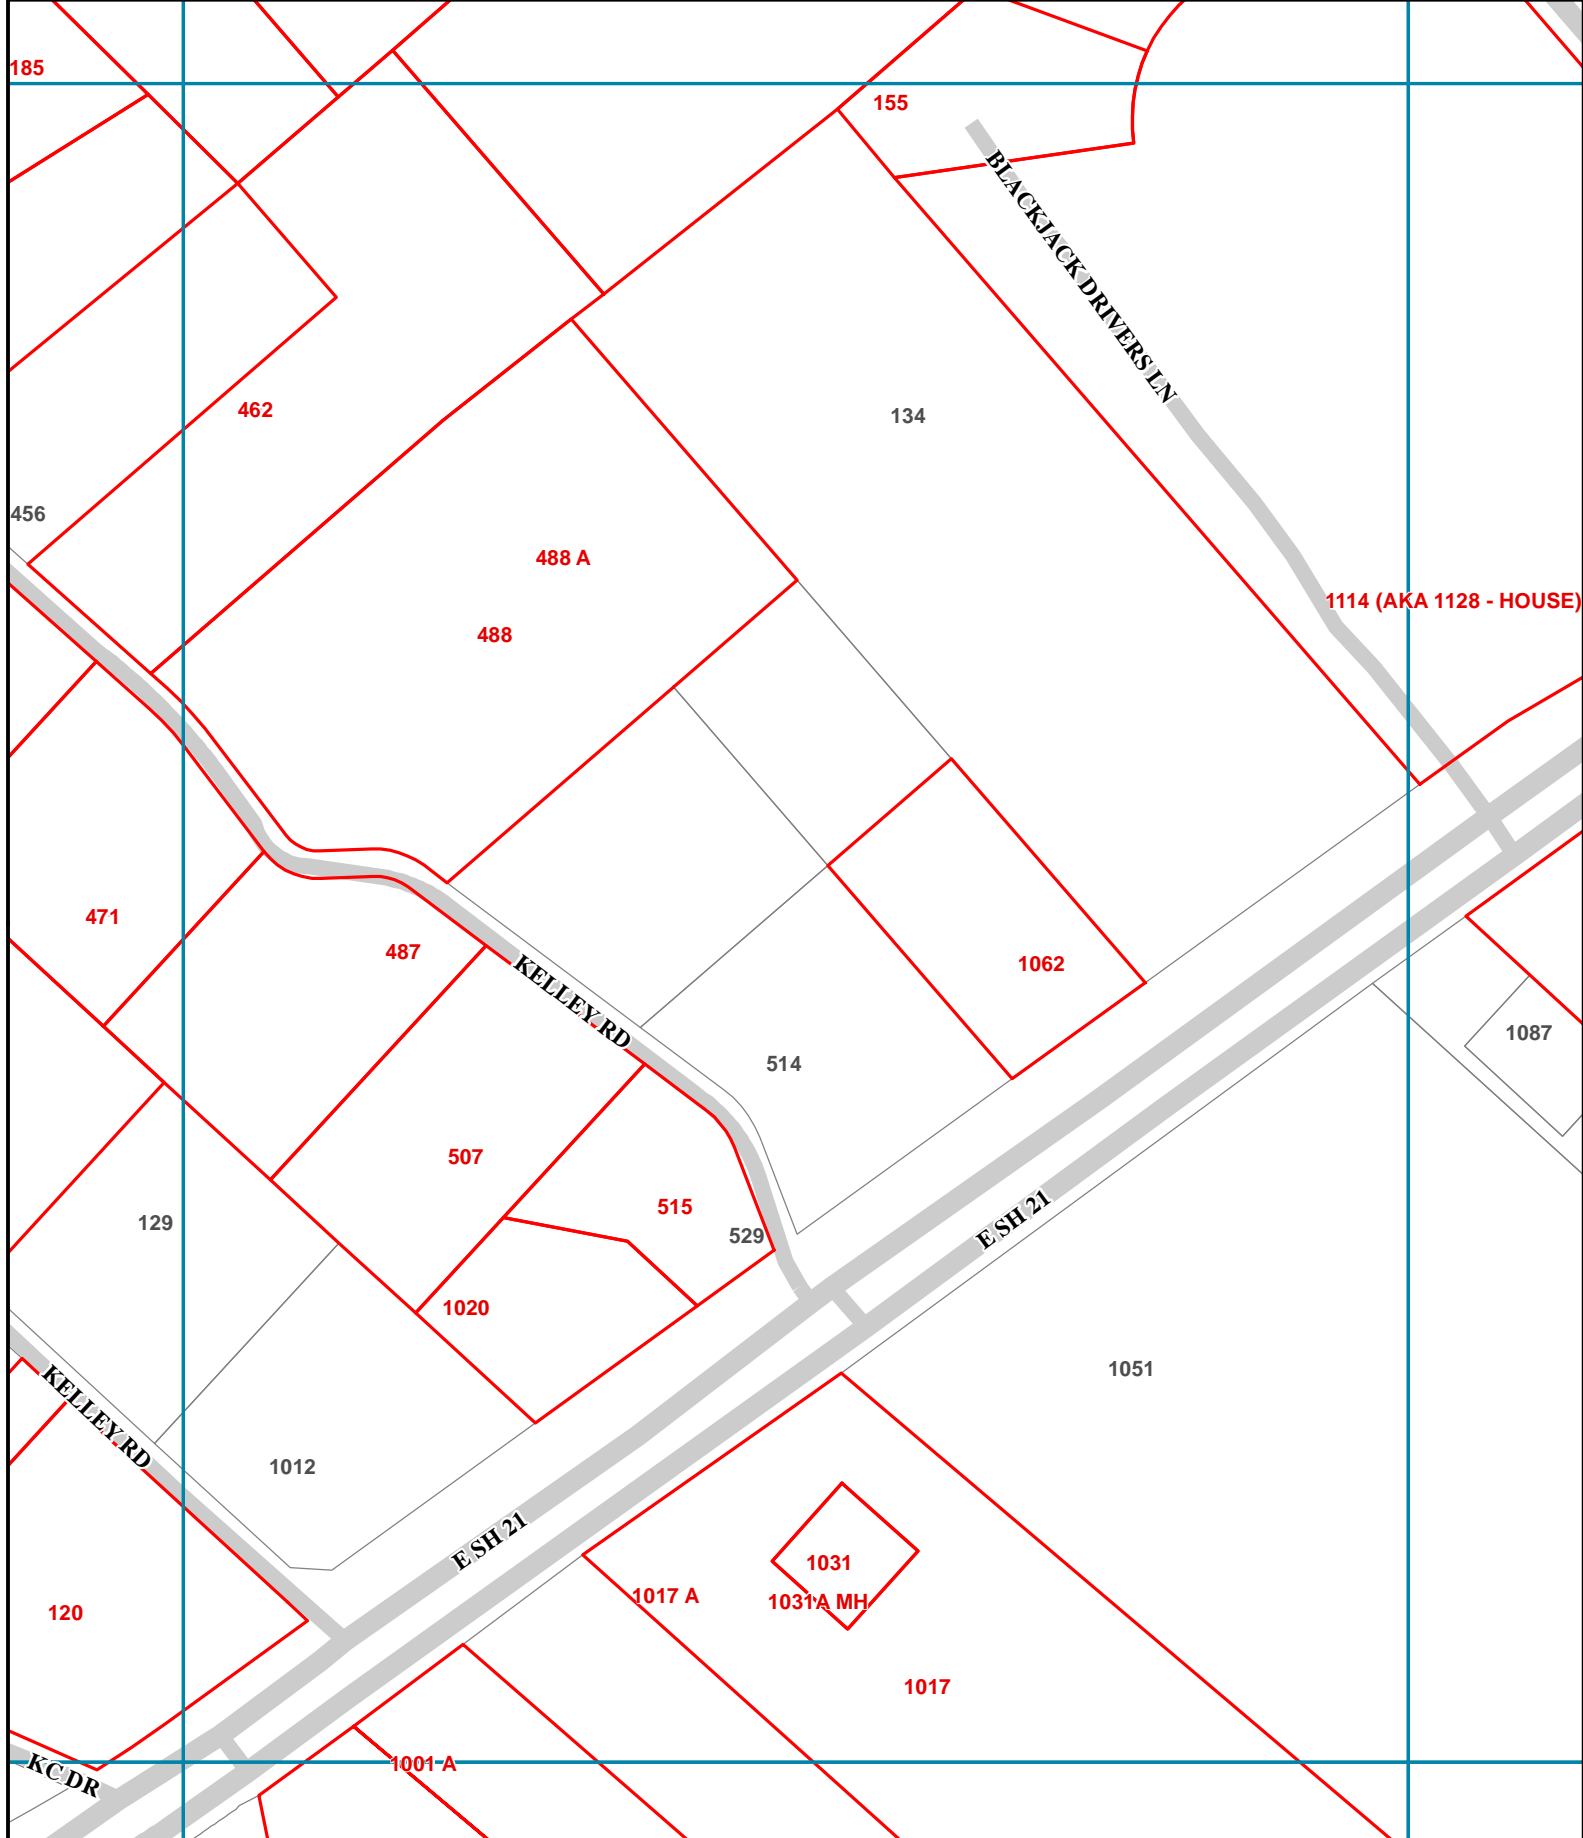 185
155
BLACKJACK DRIVERS LN
462
134
456
488 A
1114 (AKA 1128 - HOUSE)
488
471
487
1062
KELLEY RD
1087
514
507
515
129
529
E SH 21
1020
1051
KELLEY RD
1012
E SH 21
1031
1017 A
1031A MH
120
1017
1001 A
KC DR